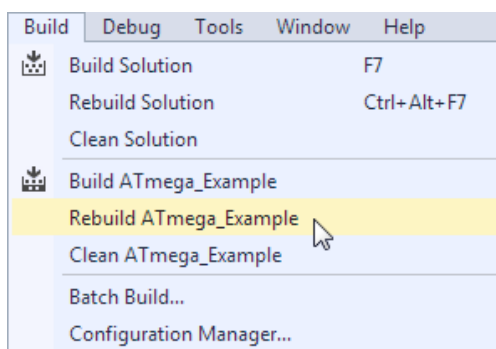 Build Debug Tools Window Help
Build Solution F7
Rebuild Solution Ctrl+Alt+F7
Clean Solution
Build ATmega_Example
Rebuild ATmega_Example
Clean ATmega_Example
Batch Build...
Configuration Manager...